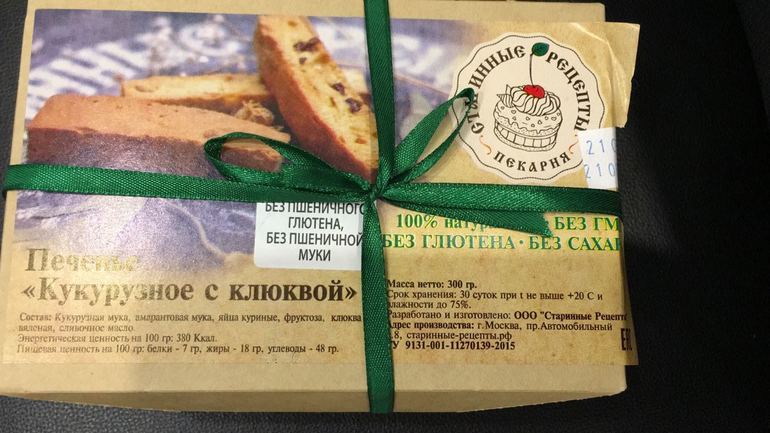 СТАРИННЫЕ РЕЦЕПТЫ
ПЕКАРНЯ
210
210
БЕЗ ПШЕНИЧНОГО
ГЛЮТЕНА,
БЕЗ ПШЕНИЧНОЙ
МУКИ
100% БЕЗ ГМ
БЕЗ ГЛЮТЕНА · БЕЗ САХА
Печенье
«Кукурузное с клюквой»
Состав: Кукурузная мука, амарантовая мука, яйца куриные, фруктоза, клюква
вяленая, сливочное масло.
Энергетическая ценность на 100 гр: 380 Ккал.
Пищевая ценность на 100 гр: белки - 7 гр, жиры - 18 гр, углеводы - 48 гр.
Масса нетто: 300 гр.
Срок хранения: 30 суток при t не выше +20 С и
влажности до 75%.
Разработано и изготовлено: ООО "Старинные Рецепт
Адрес производства: г.Москва, пр.Автомобильный
.8, старинные-рецепты.рф
У 9131-001-11270139-2015
ЕАС